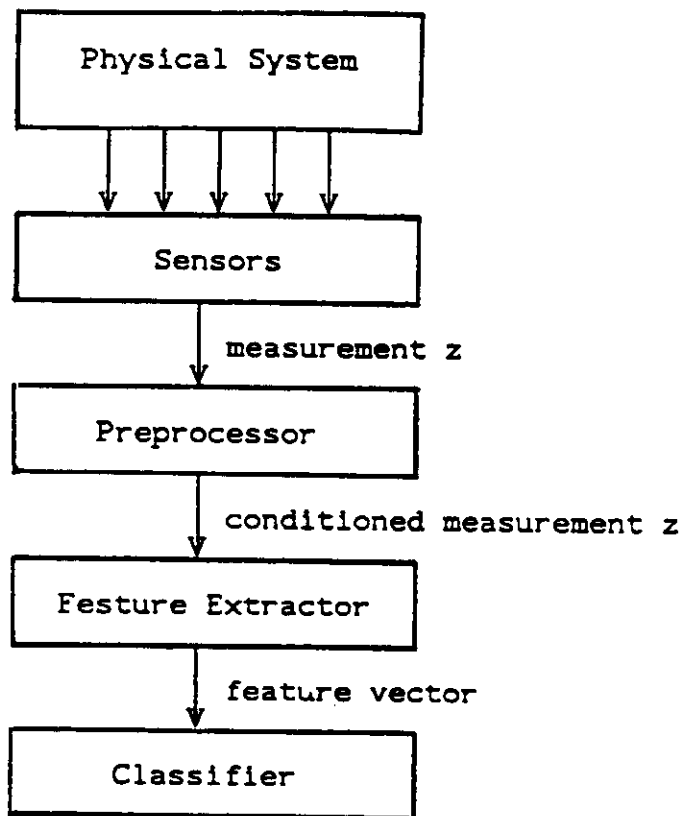 Physical System
Sensors
measurement z
Preprocessor
conditioned measurement z
Festure Extractor
feature vector
Classifier